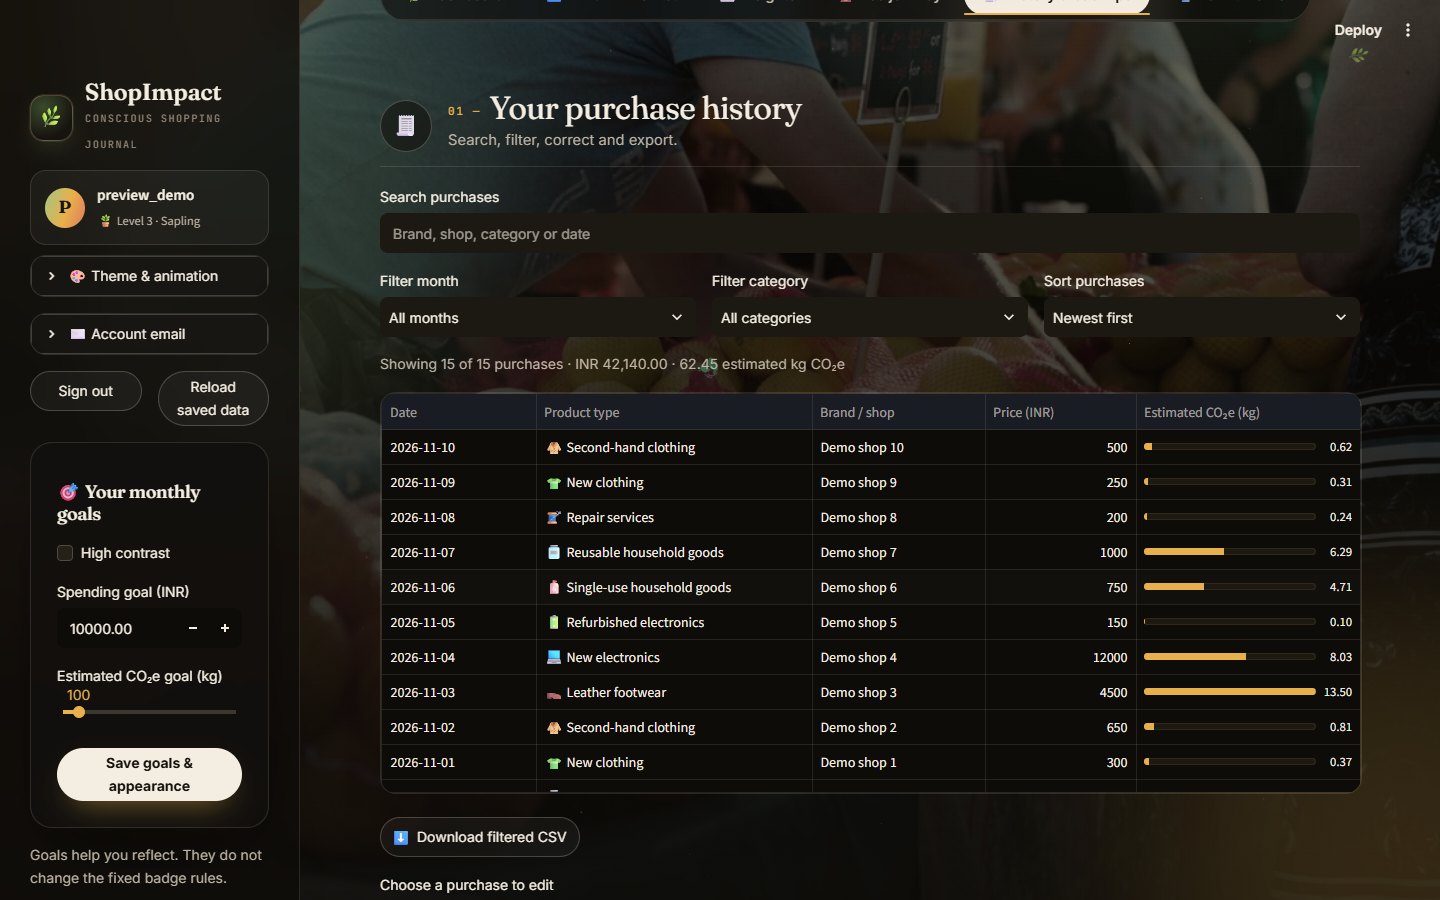 Deploy
ShopImpact
CONSCIOUS SHOPPING
JOURNAL
P
preview_demo
Level 3 · Sapling
Theme & animation
Account email
Sign out
Reload
saved data
Your monthly
goals
High contrast
Spending goal (INR)
10000.00
Estimated CO₂e goal (kg)
100
Save goals &
appearance
Goals help you reflect. They do not
change the fixed badge rules.
01 — Your purchase history
Search, filter, correct and export.
Search purchases
Brand, shop, category or date
Filter month Filter category Sort purchases
All months All categories Newest first
Showing 15 of 15 purchases · INR 42,140.00 · 62.45 estimated kg CO₂e
Date Product type Brand / shop Price (INR) Estimated CO₂e (kg)
2026-11-10 Second-hand clothing Demo shop 10 500 0.62
2026-11-09 New clothing Demo shop 9 250 0.31
2026-11-08 Repair services Demo shop 8 200 0.24
2026-11-07 Reusable household goods Demo shop 7 1000 6.29
2026-11-06 Single-use household goods Demo shop 6 750 4.71
2026-11-05 Refurbished electronics Demo shop 5 150 0.10
2026-11-04 New electronics Demo shop 4 12000 8.03
2026-11-03 Leather footwear Demo shop 3 4500 13.50
2026-11-02 Second-hand clothing Demo shop 2 650 0.81
2026-11-01 New clothing Demo shop 1 300 0.37
Download filtered CSV
Choose a purchase to edit